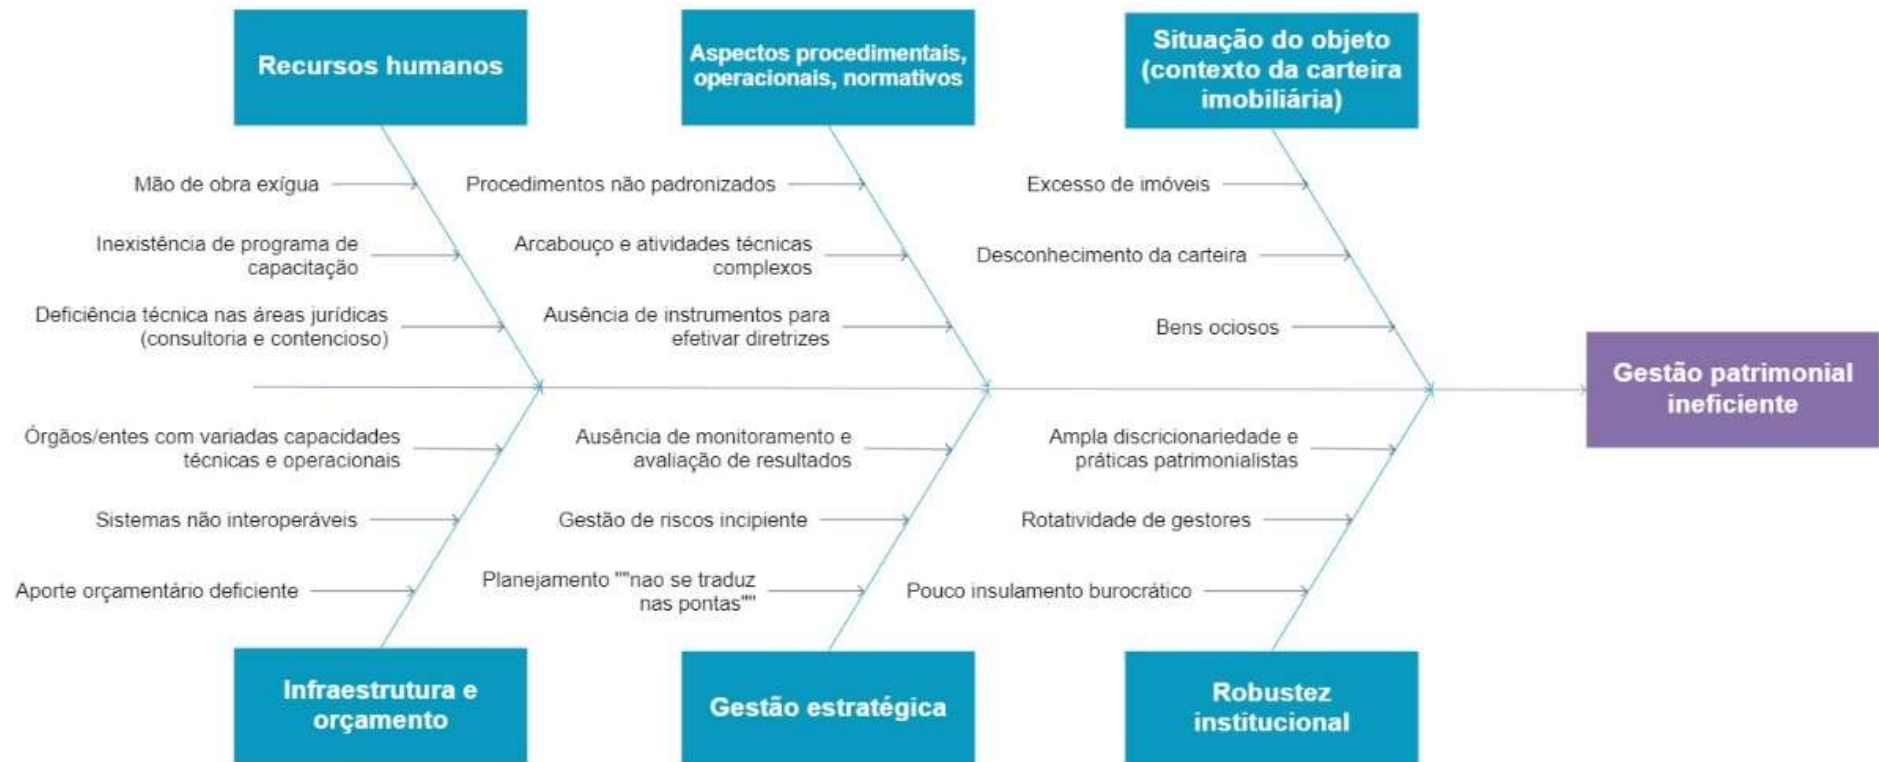 Recursos humanos
Aspectos procedimentais,
operacionais, normativos
Situação do objeto
(contexto da carteira
imobiliária)
Mão de obra exígua
Inexistência de programa de
capacitação
Deficiência técnica nas áreas jurídicas
(consultoria e contencioso)
Procedimentos não padronizados
Arcabouço e atividades técnicas
complexos
Ausência de instrumentos para
efetivar diretrizes
Excesso de imóveis
Desconhecimento da carteira
Bens ociosos
Gestão patrimonial
ineficiente
Órgãos/entes com variadas capacidades
técnicas e operacionais
Sistemas não interoperáveis
Aporte orçamentário deficiente
Ausência de monitoramento e
avaliação de resultados
Gestão de riscos incipiente
Planejamento ""nao se traduz
nas pontas""
Ampla discricionariedade e
práticas patrimonialistas
Rotatividade de gestores
Pouco insulamento burocrático
Infraestrutura e
orçamento
Gestão estratégica
Robustez
institucional